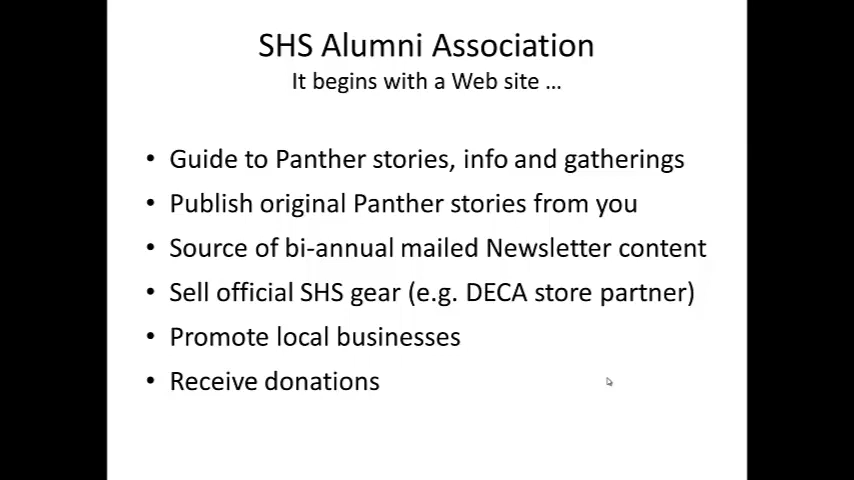 SHS Alumni Association
It begins with a Web site ...
• Guide to Panther stories, info and gatherings
• Publish original Panther stories from you
• Source of bi-annual mailed Newsletter content
• Sell official SHS gear (e.g. DECA store partner)
• Promote local businesses
• Receive donations